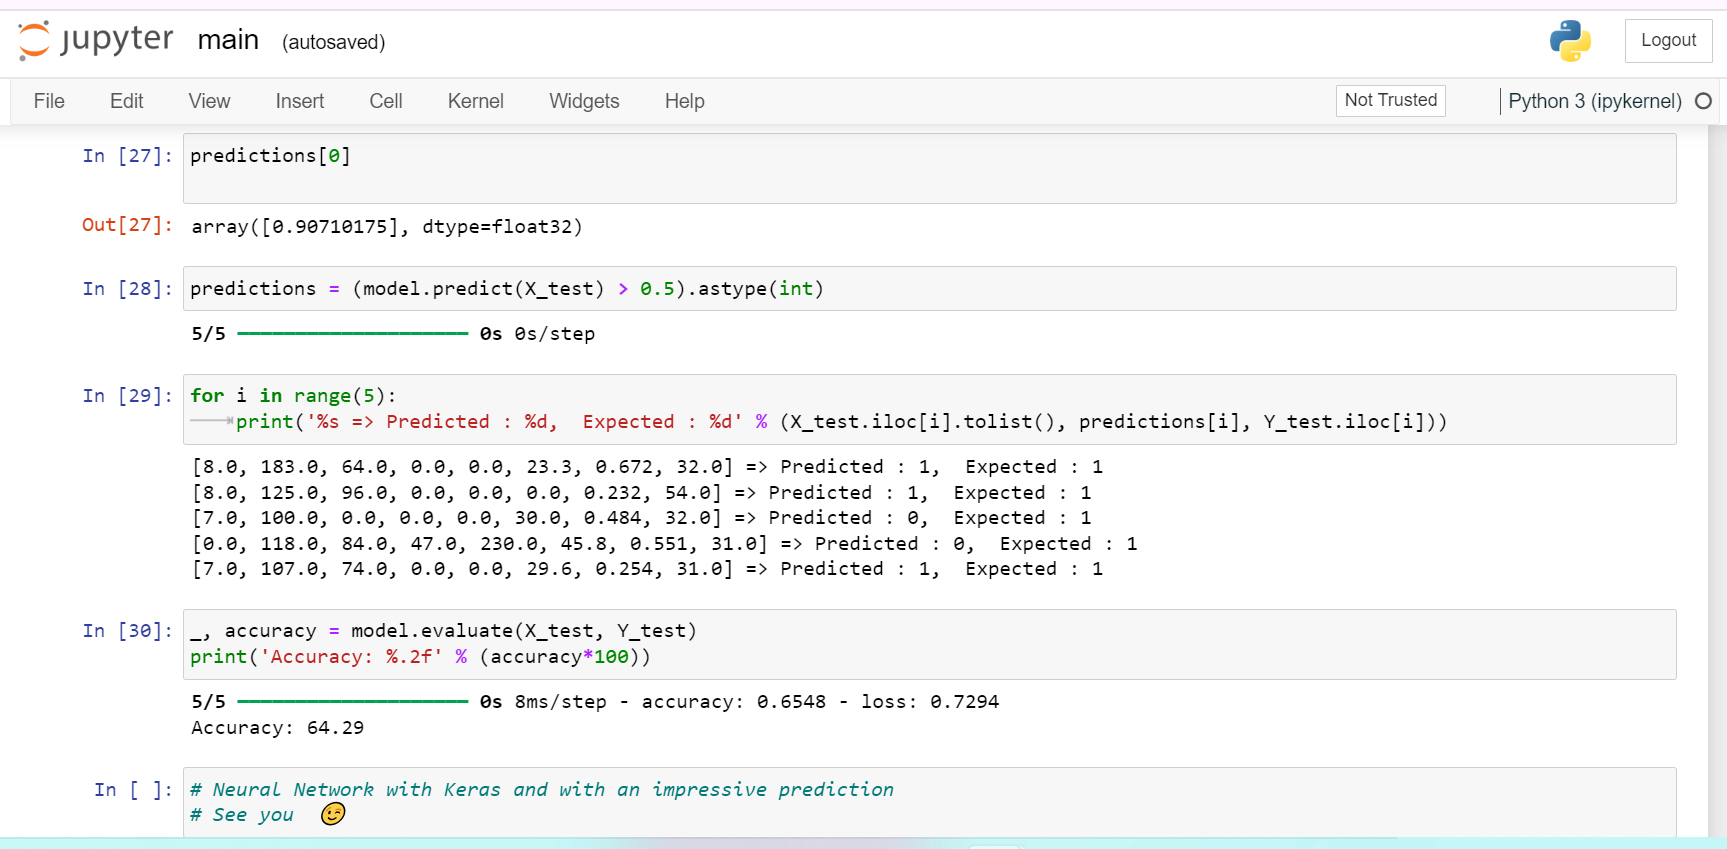 jupyter main (autosaved) Logout
File Edit View Insert Cell Kernel Widgets Help Not Trusted Python 3 (ipykernel)
In [27]: predictions[0]
Out[27]: array([0.90710175], dtype=float32)
In [28]: predictions = (model.predict(X_test) > 0.5).astype(int)
5/5 0s 0s/step
In [29]: for i in range(5):
print('%s => Predicted : %d,  Expected : %d' % (X_test.iloc[i].tolist(), predictions[i], Y_test.iloc[i]))
[8.0, 183.0, 64.0, 0.0, 0.0, 23.3, 0.672, 32.0] => Predicted : 1,  Expected : 1
[8.0, 125.0, 96.0, 0.0, 0.0, 0.0, 0.232, 54.0] => Predicted : 1,  Expected : 1
[7.0, 100.0, 0.0, 0.0, 0.0, 30.0, 0.484, 32.0] => Predicted : 0,  Expected : 1
[0.0, 118.0, 84.0, 47.0, 230.0, 45.8, 0.551, 31.0] => Predicted : 0,  Expected : 1
[7.0, 107.0, 74.0, 0.0, 0.0, 29.6, 0.254, 31.0] => Predicted : 1,  Expected : 1
In [30]: _, accuracy = model.evaluate(X_test, Y_test)
print('Accuracy: %.2f' % (accuracy*100))
5/5 0s 8ms/step - accuracy: 0.6548 - loss: 0.7294
Accuracy: 64.29
In [ ]: # Neural Network with Keras and with an impressive prediction
# See you 😉